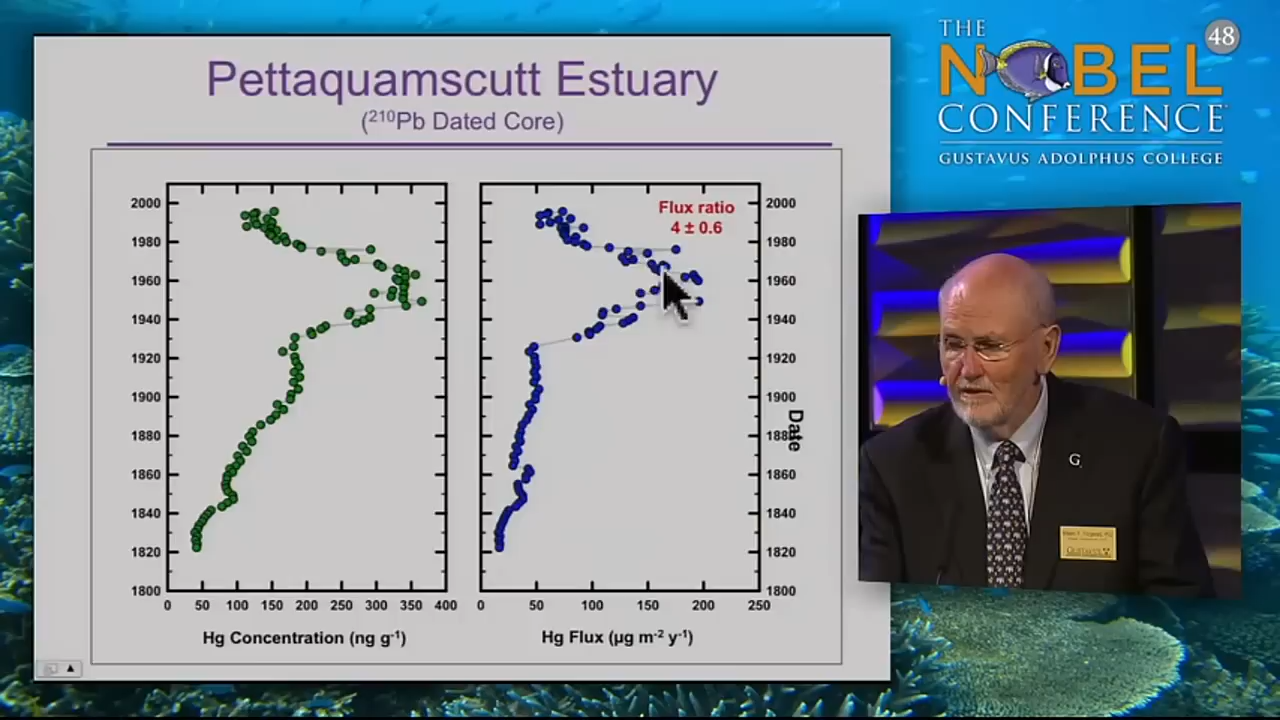 Pettaquamscutt Estuary
(²¹⁰Pb Dated Core)
2000
1980
1960
1940
1920
1900
1880
1860
1840
1820
1800
0 50 100 150 200 250 300 350 400
Hg Concentration (ng g⁻¹)
Flux ratio
4 ± 0.6
2000
1980
1960
1940
1920
1900
1880
1860
1840
1820
1800
Date
0 50 100 150 200 250
Hg Flux (µg m⁻² y⁻¹)
THE
NOBEL
48
CONFERENCE
GUSTAVUS ADOLPHUS COLLEGE
G
GUSTAVUS